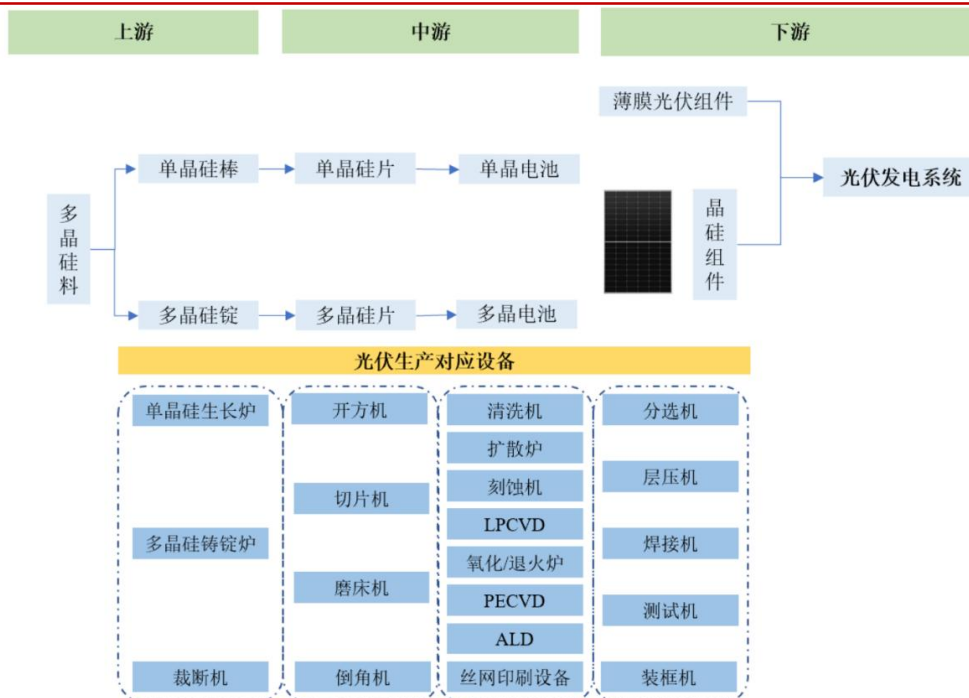 上游
中游
下游
薄膜光伏组件
单晶硅棒
单晶硅片
单晶电池
光伏发电系统
多晶硅料
晶硅组件
多晶硅锭
多晶硅片
多晶电池
光伏生产对应设备
单晶硅生长炉
多晶硅铸锭炉
裁断机
开方机
切片机
磨床机
倒角机
清洗机
扩散炉
刻蚀机
LPCVD
氧化/退火炉
PECVD
ALD
丝网印刷设备
分选机
层压机
焊接机
测试机
装框机